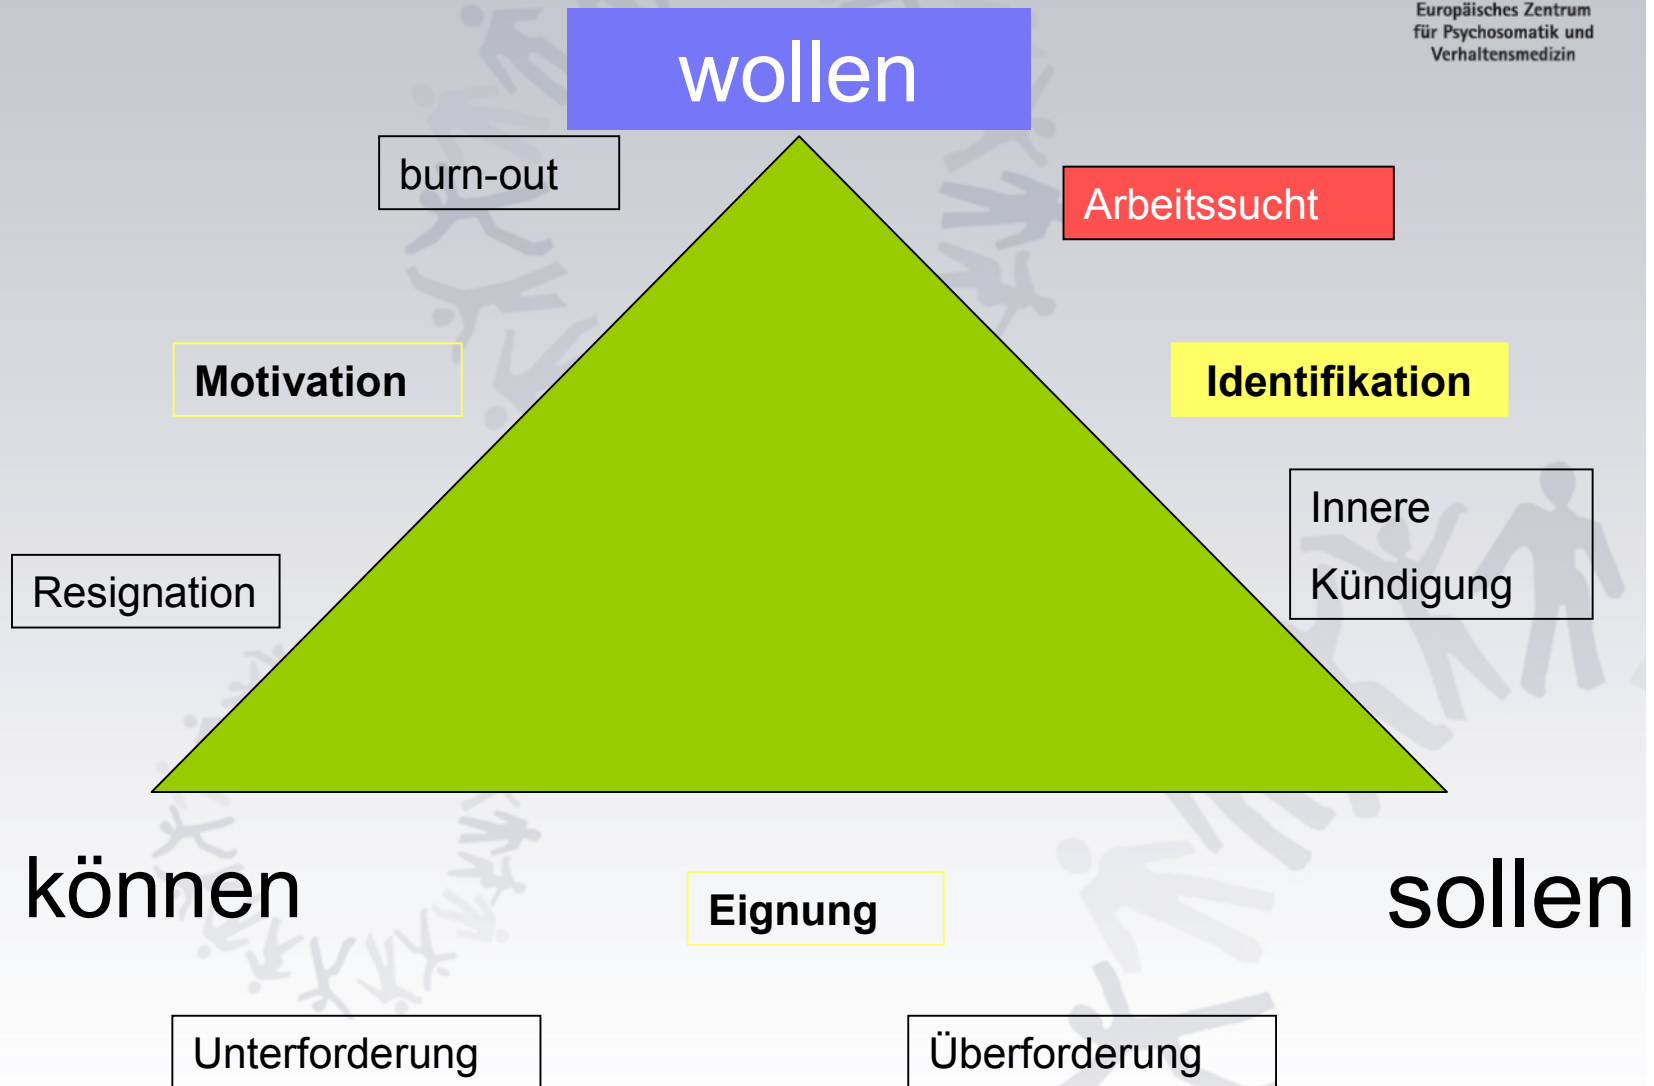 Europäisches Zentrum
für Psychosomatik und
Verhaltensmedizin
wollen
burn-out
Arbeitssucht
Motivation
Identifikation
Innere
Kündigung
Resignation
können
Eignung
sollen
Unterforderung
Überforderung